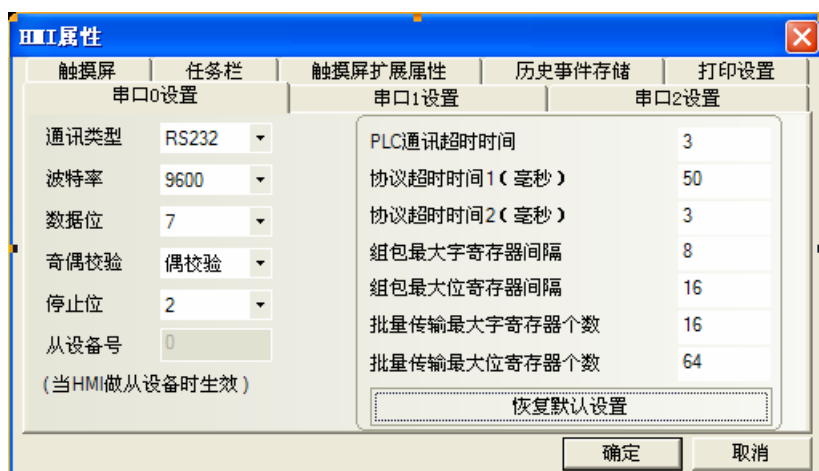 HMI属性
触摸屏 任务栏 触摸屏扩展属性 历史事件存储 打印设置
串口0设置 串口1设置 串口2设置
通讯类型 RS232
波特率 9600
数据位 7
奇偶校验 偶校验
停止位 2
从设备号 0
(当HMI做从设备时生效)
PLC通讯超时时间 3
协议超时时间1(毫秒) 50
协议超时时间2(毫秒) 3
组包最大字寄存器间隔 8
组包最大位寄存器间隔 16
批量传输最大字寄存器个数 16
批量传输最大位寄存器个数 64
恢复默认设置
确定 取消